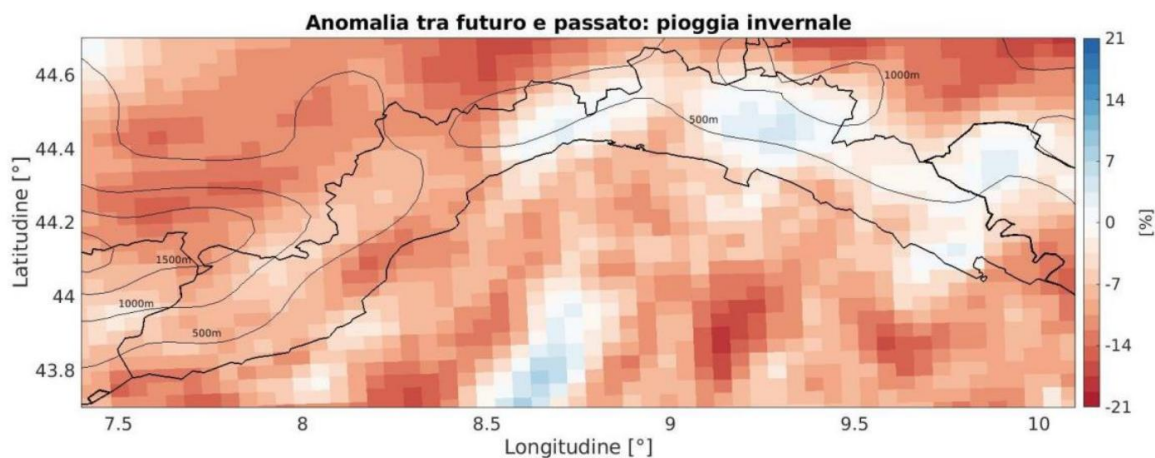 Anomalia tra futuro e passato: pioggia invernale
44.6
44.4
44.2
44
43.8
Latitudine [°]
7.5
8
8.5
9
9.5
10
Longitudine [°]
1000m
500m
1500m
1000m
500m
21
14
7
0
-7
-14
-21
[%]